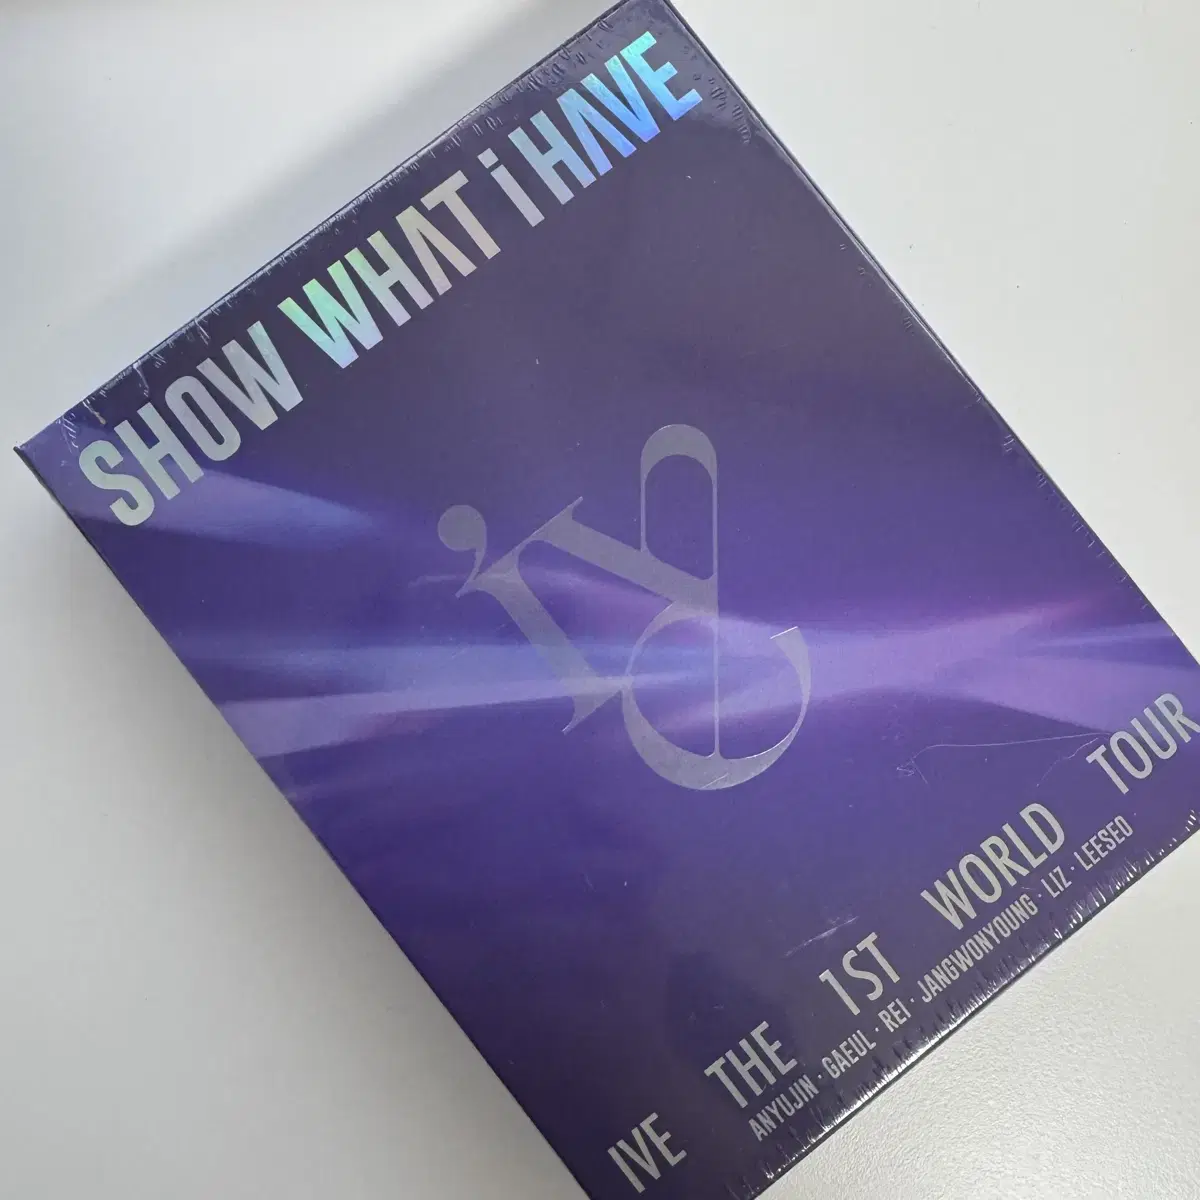 SHOW WHAT i HAVE
IVE THE 1ST WORLD TOUR
ANYUJIN · GAEUL · REI · JANGWONYOUNG · LIZ · LEESEO